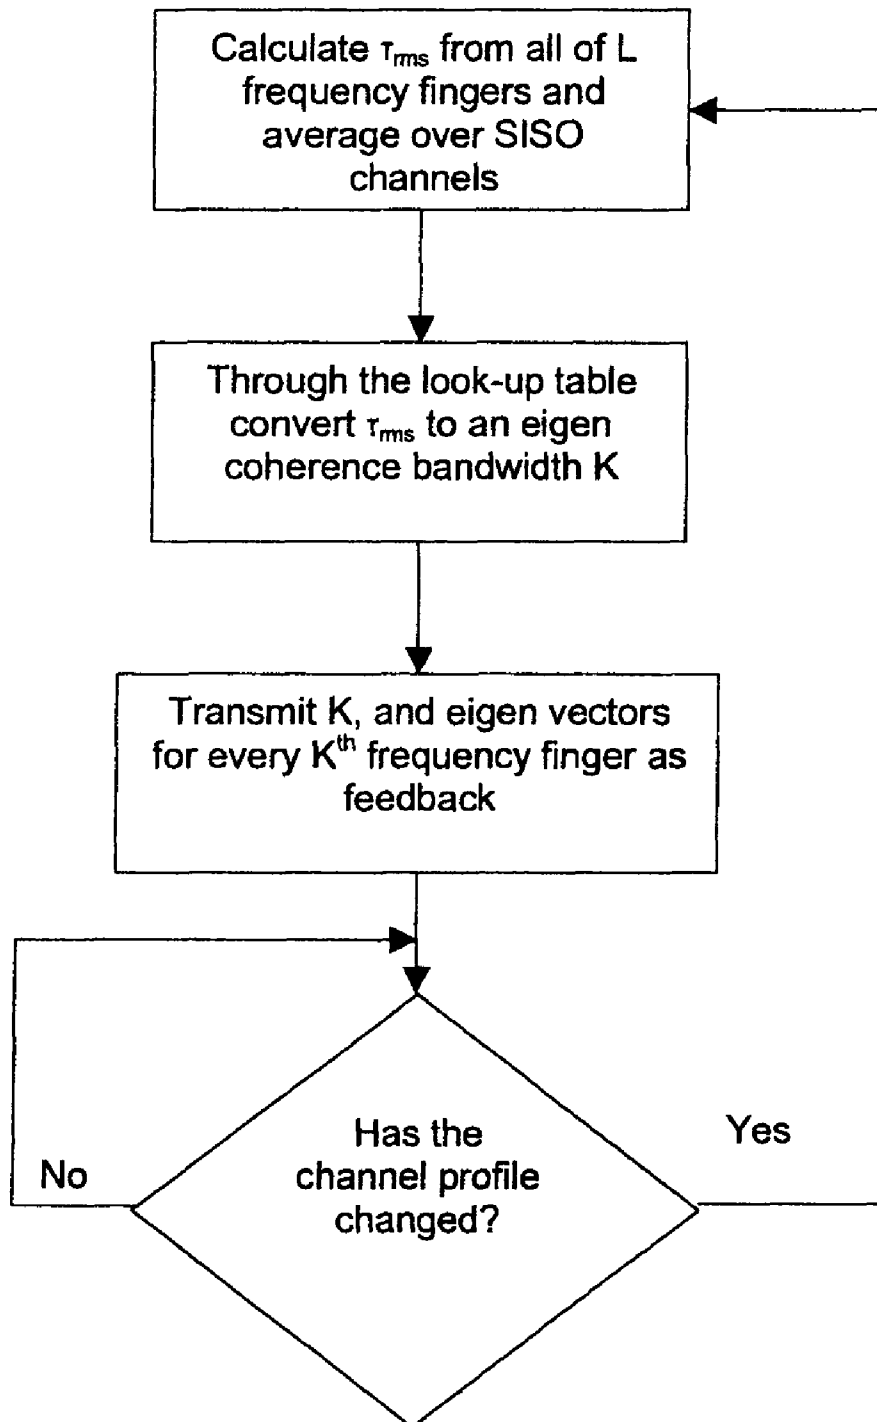 Calculate τrms from all of L
frequency fingers and
average over SISO
channels
Through the look-up table
convert τrms to an eigen
coherence bandwidth K
Transmit K, and eigen vectors
for every Kth frequency finger as
feedback
Has the
channel profile
changed?
No
Yes